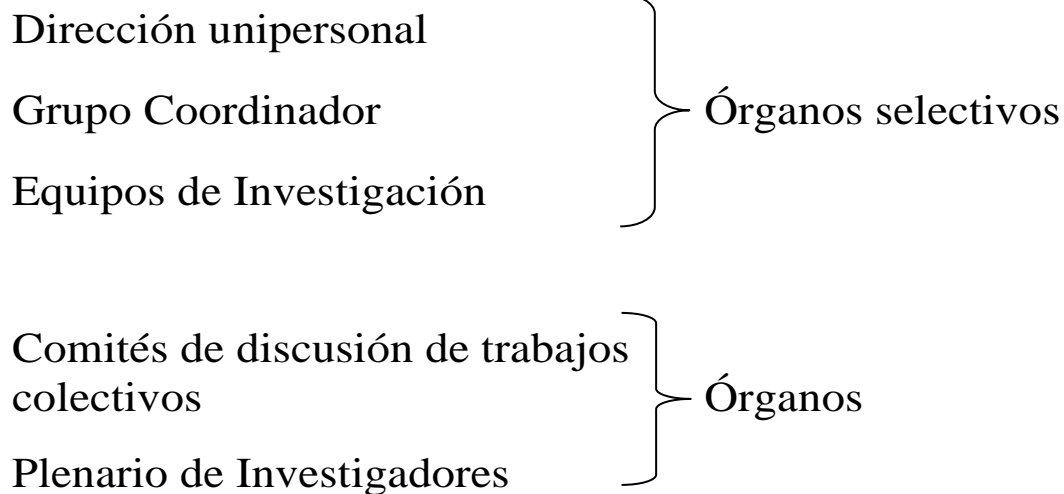 Dirección unipersonal
Grupo Coordinador
Órganos selectivos
Equipos de Investigación
Comités de discusión de trabajos
colectivos
Órganos
Plenario de Investigadores